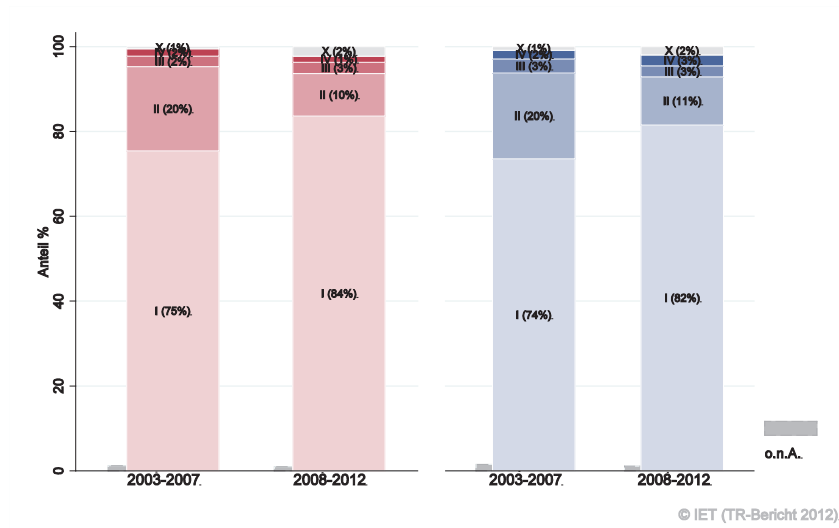 100
80
60
40
20
0
Anteil %
X (1%).
IV (2%).
III (2%).
II (20%).
I (75%).
2003-2007.
X (2%).
IV (1%).
III (3%).
II (10%).
I (84%).
2008-2012.
X (1%).
IV (2%).
III (3%).
II (20%).
I (74%).
2003-2007.
X (2%).
IV (3%).
III (3%).
II (11%).
I (82%).
2008-2012.
o.n.A..
© IET (TR-Bericht 2012)